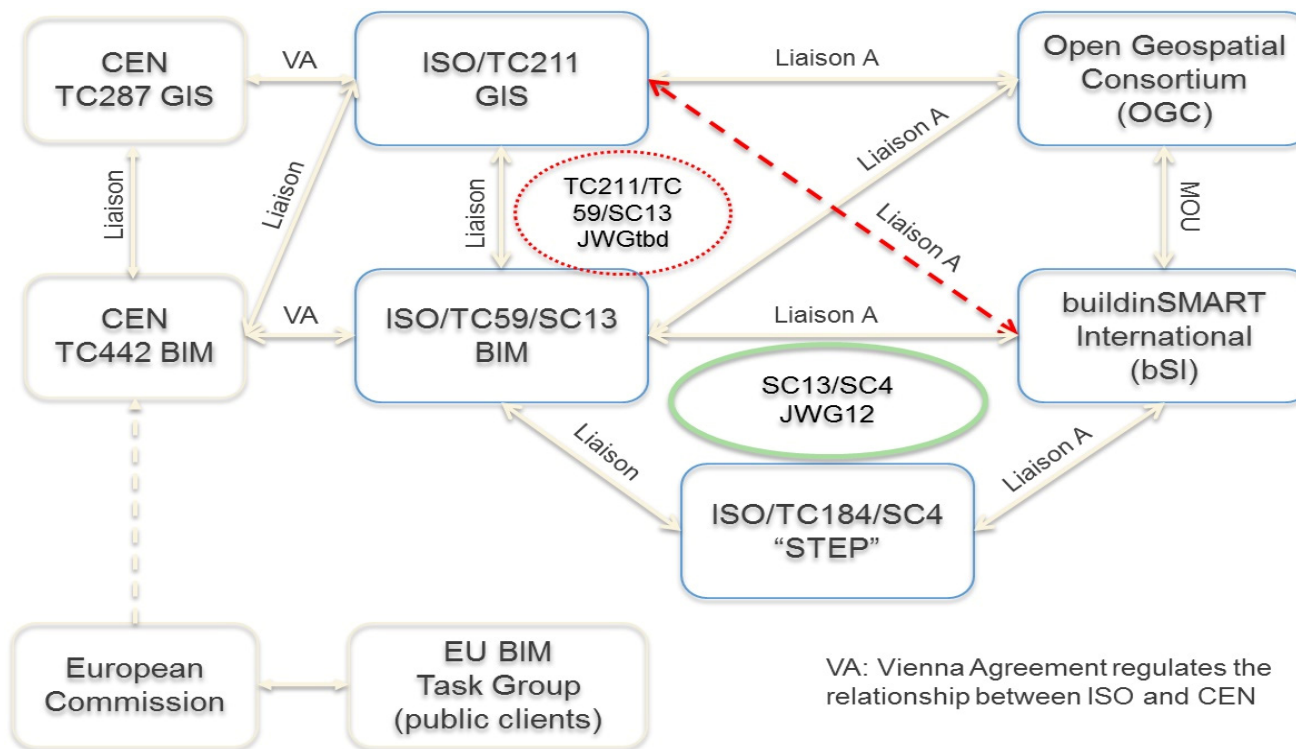 CEN
TC287 GIS
VA
ISO/TC211
GIS
Liaison A
Open Geospatial
Consortium
(OGC)
Liaison
Liaison
Liaison
TC211/TC
59/SC13
JWGtbd
Liaison A
Liaison A
MOU
CEN
TC442 BIM
VA
ISO/TC59/SC13
BIM
Liaison A
buildinSMART
International
(bSI)
SC13/SC4
JWG12
Liaison
Liaison A
ISO/TC184/SC4
“STEP”
European
Commission
EU BIM
Task Group
(public clients)
VA: Vienna Agreement regulates the
relationship between ISO and CEN